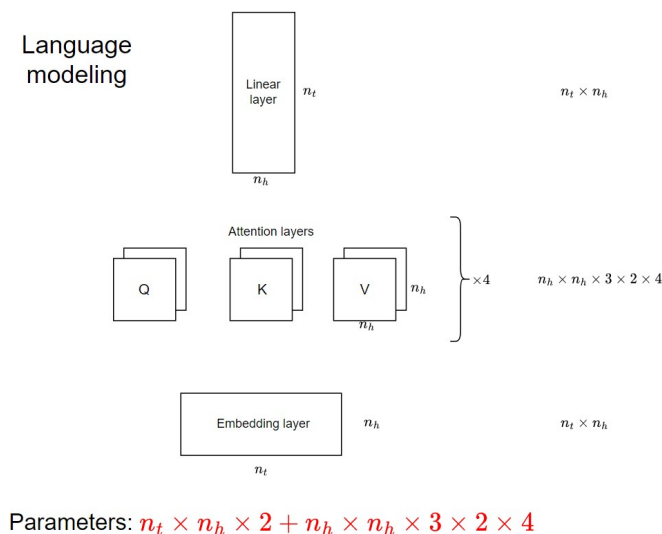 Language
modeling
Linear
layer
n_t
n_t × n_h
n_h
Attention layers
Q
K
V
n_h
×4
n_h × n_h × 3 × 2 × 4
n_h
Embedding layer
n_h
n_t × n_h
n_t
Parameters: n_t × n_h × 2 + n_h × n_h × 3 × 2 × 4